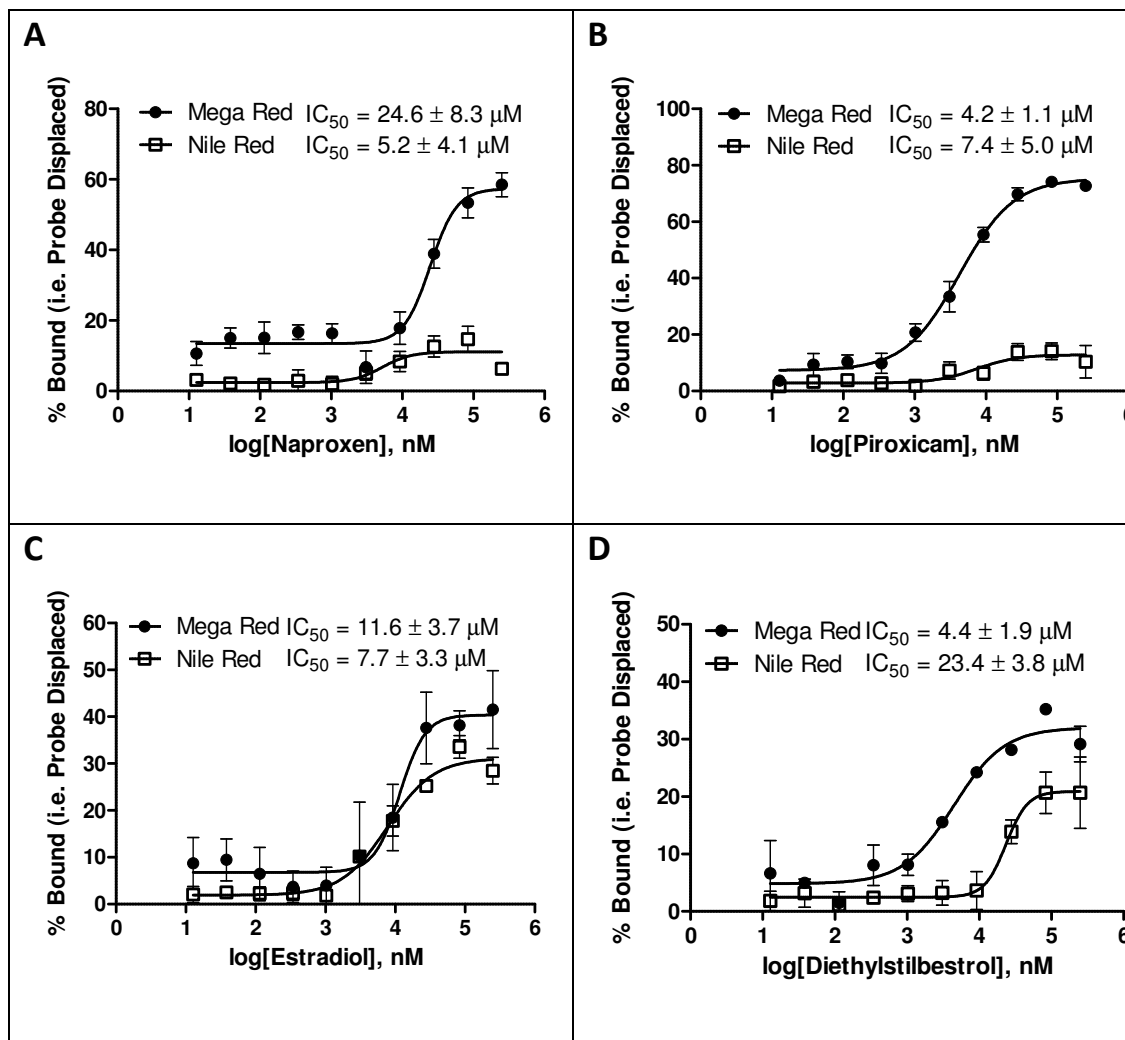 A
% Bound (i.e. Probe Displaced)
80
60
40
20
0
Mega Red IC50 = 24.6 ± 8.3 μM
Nile Red IC50 = 5.2 ± 4.1 μM
0 1 2 3 4 5 6
log[Naproxen], nM
B
% Bound (i.e. Probe Displaced)
100
80
60
40
20
0
Mega Red IC50 = 4.2 ± 1.1 μM
Nile Red IC50 = 7.4 ± 5.0 μM
0 1 2 3 4 5 6
log[Piroxicam], nM
C
% Bound (i.e. Probe Displaced)
60
50
40
30
20
10
0
Mega Red IC50 = 11.6 ± 3.7 μM
Nile Red IC50 = 7.7 ± 3.3 μM
0 1 2 3 4 5 6
log[Estradiol], nM
D
% Bound (i.e. Probe Displaced)
50
40
30
20
10
0
Mega Red IC50 = 4.4 ± 1.9 μM
Nile Red IC50 = 23.4 ± 3.8 μM
0 1 2 3 4 5 6
log[Diethylstilbestrol], nM